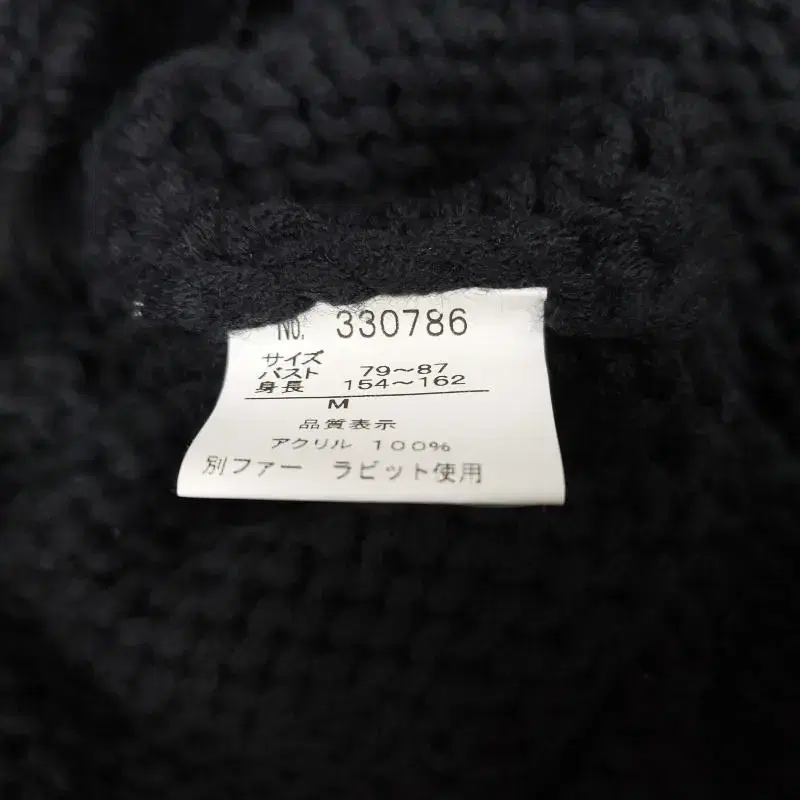 No. 330786
サイズ
バスト 79〜87
身長 154〜162
M
品質表示
アクリル 100%
別ファー ラビット使用